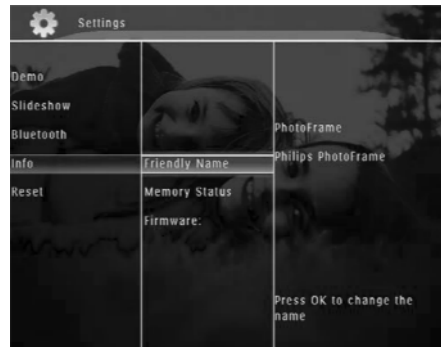 Settings
Demo
Slideshow
Bluetooth
Info
Reset
Friendly Name
Memory Status
Firmware:
PhotoFrame
Philips PhotoFrame
Press OK to change the
name